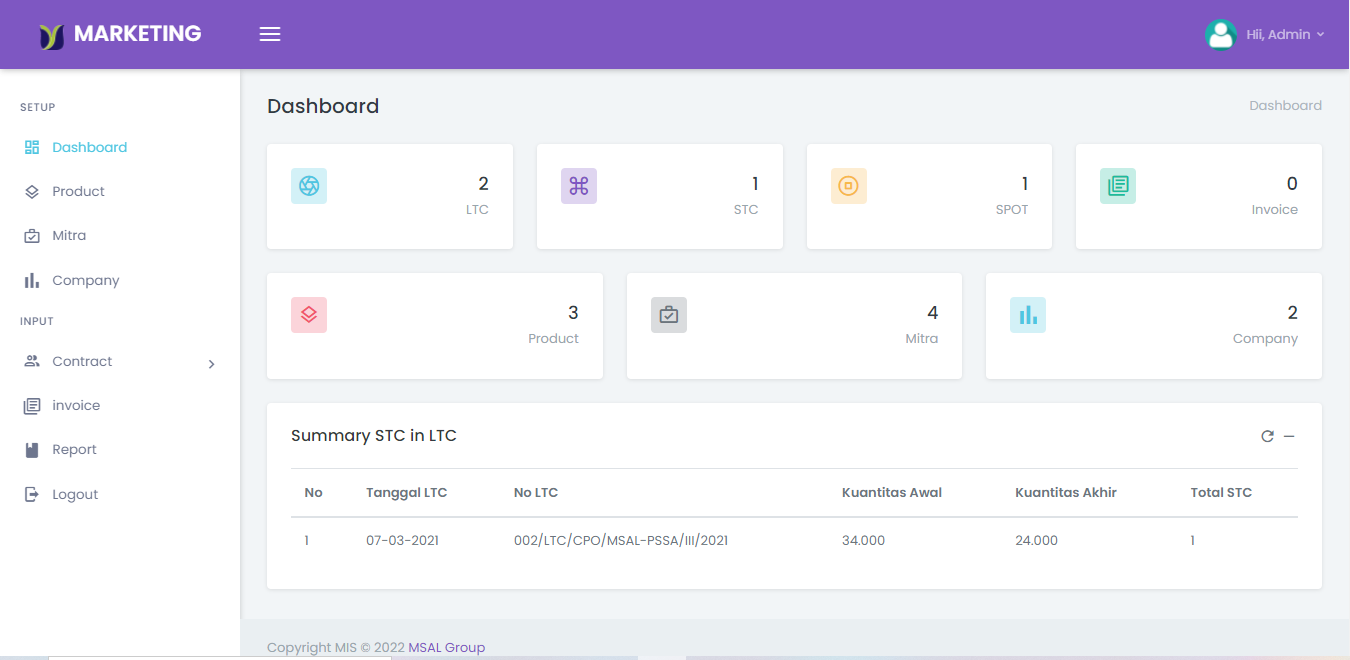 MARKETING
Hii, Admin
SETUP
Dashboard
Product
Mitra
Company
INPUT
Contract
invoice
Report
Logout
Dashboard
Dashboard
2
LTC
1
STC
1
SPOT
0
Invoice
3
Product
4
Mitra
2
Company
Summary STC in LTC
No Tanggal LTC No LTC Kuantitas Awal Kuantitas Akhir Total STC
1 07-03-2021 002/LTC/CPO/MSAL-PSSA/III/2021 34.000 24.000 1
Copyright MIS © 2022 MSAL Group